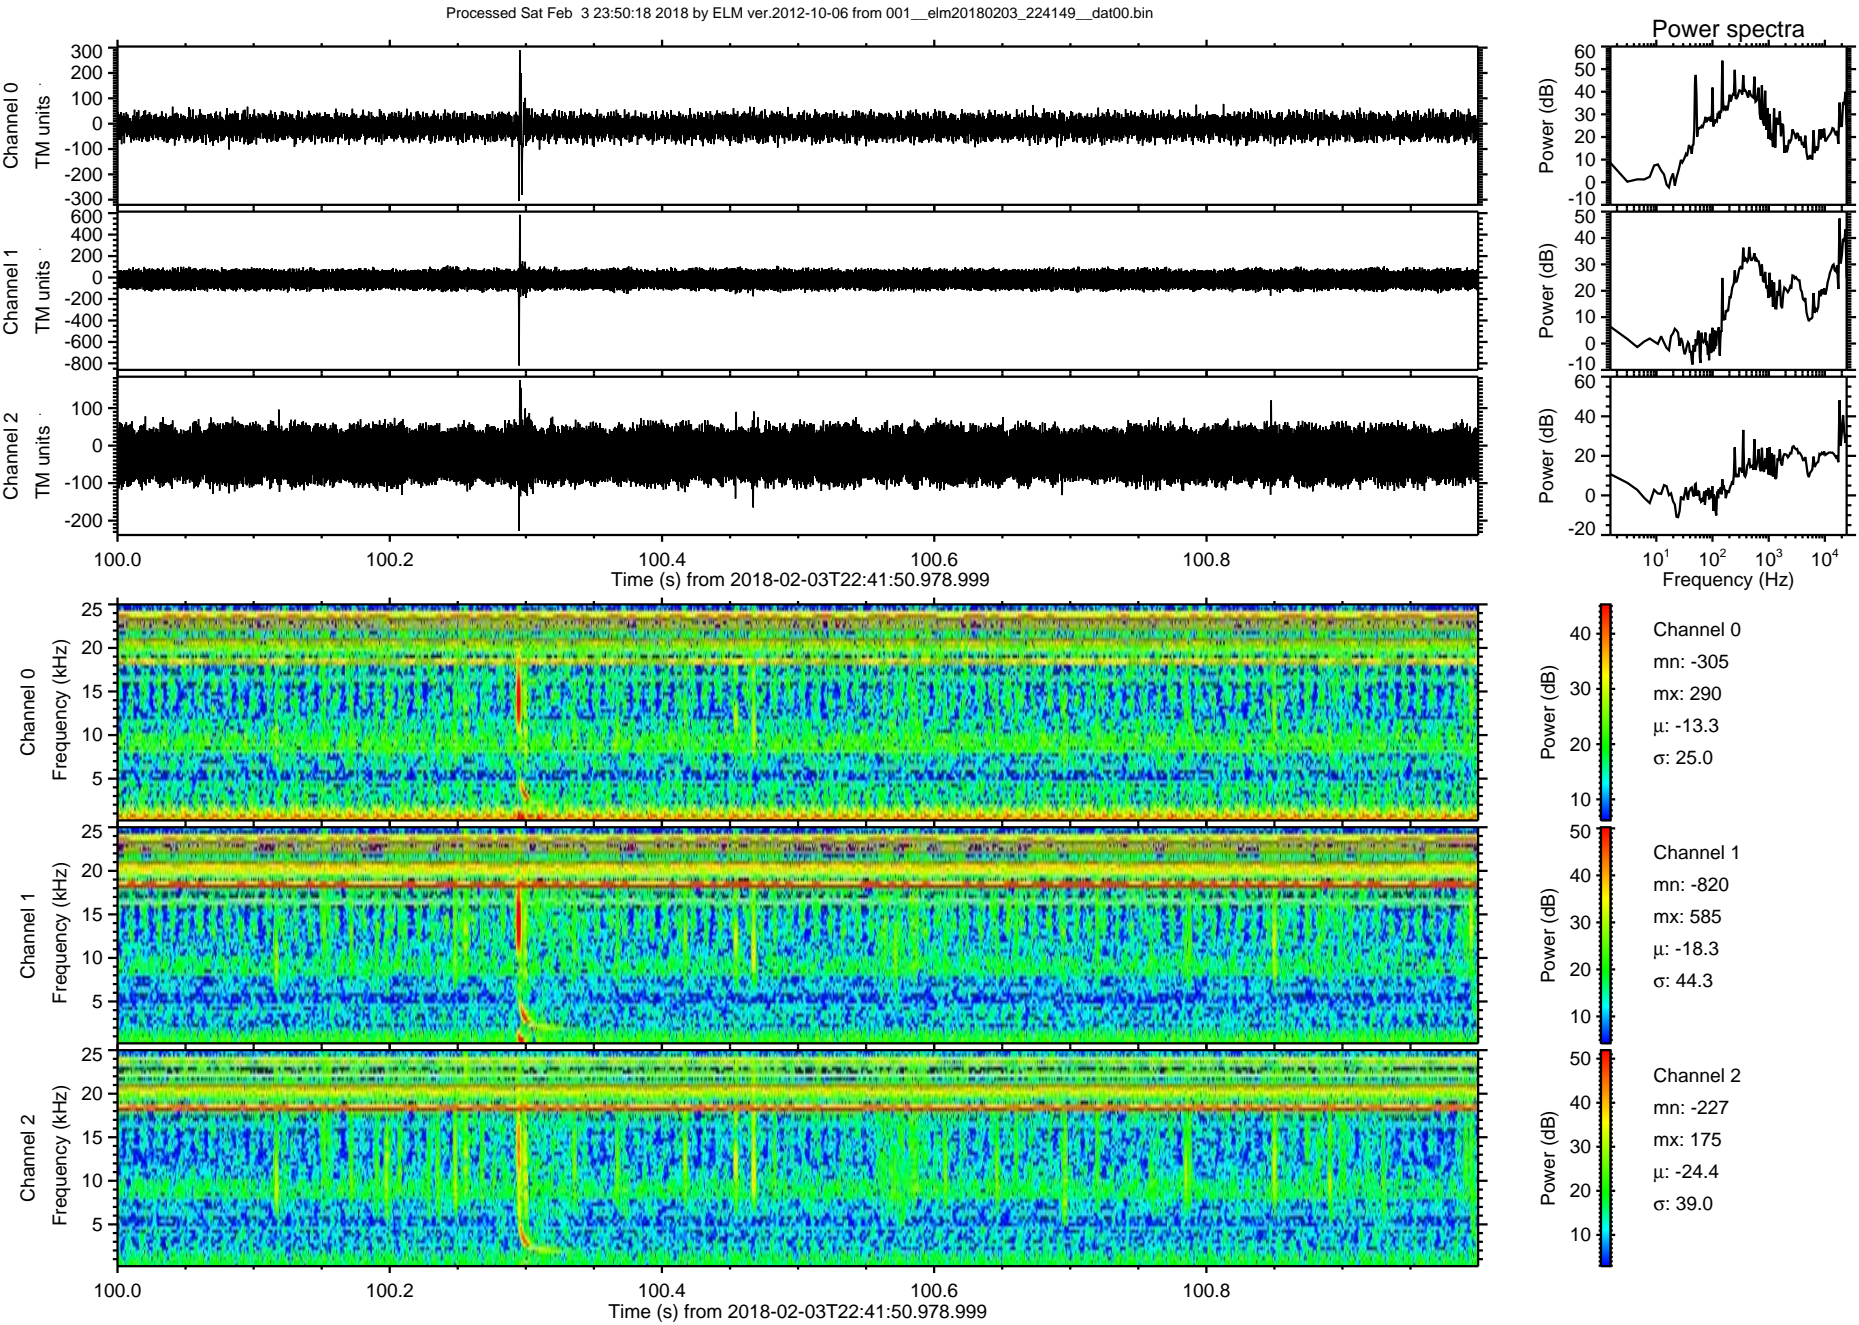 Processed Sat Feb  3 23:50:18 2018 by ELM ver.2012-10-06 from 001__elm20180203_224149__dat00.bin
Power spectra
Channel 0
TM units
300
200
100
0
-100
-200
-300
Power (dB)
60
50
40
30
20
10
0
-10
Channel 1
TM units
600
400
200
0
-200
-400
-600
-800
Power (dB)
50
40
30
20
10
0
-10
Channel 2
TM units
100
0
-100
-200
Power (dB)
60
40
20
0
-20
100.0 100.2 100.4 100.6 100.8
Time (s) from 2018-02-03T22:41:50.978.999
10^1 10^2 10^3 10^4
Frequency (Hz)
Channel 0
Frequency (kHz)
25
20
15
10
5
Power (dB)
40
30
20
10
Channel 0
mn: -305
mx: 290
μ: -13.3
σ: 25.0
Channel 1
Frequency (kHz)
25
20
15
10
5
Power (dB)
50
40
30
20
10
Channel 1
mn: -820
mx: 585
μ: -18.3
σ: 44.3
Channel 2
Frequency (kHz)
25
20
15
10
5
Power (dB)
50
40
30
20
10
Channel 2
mn: -227
mx: 175
μ: -24.4
σ: 39.0
100.0 100.2 100.4 100.6 100.8
Time (s) from 2018-02-03T22:41:50.978.999